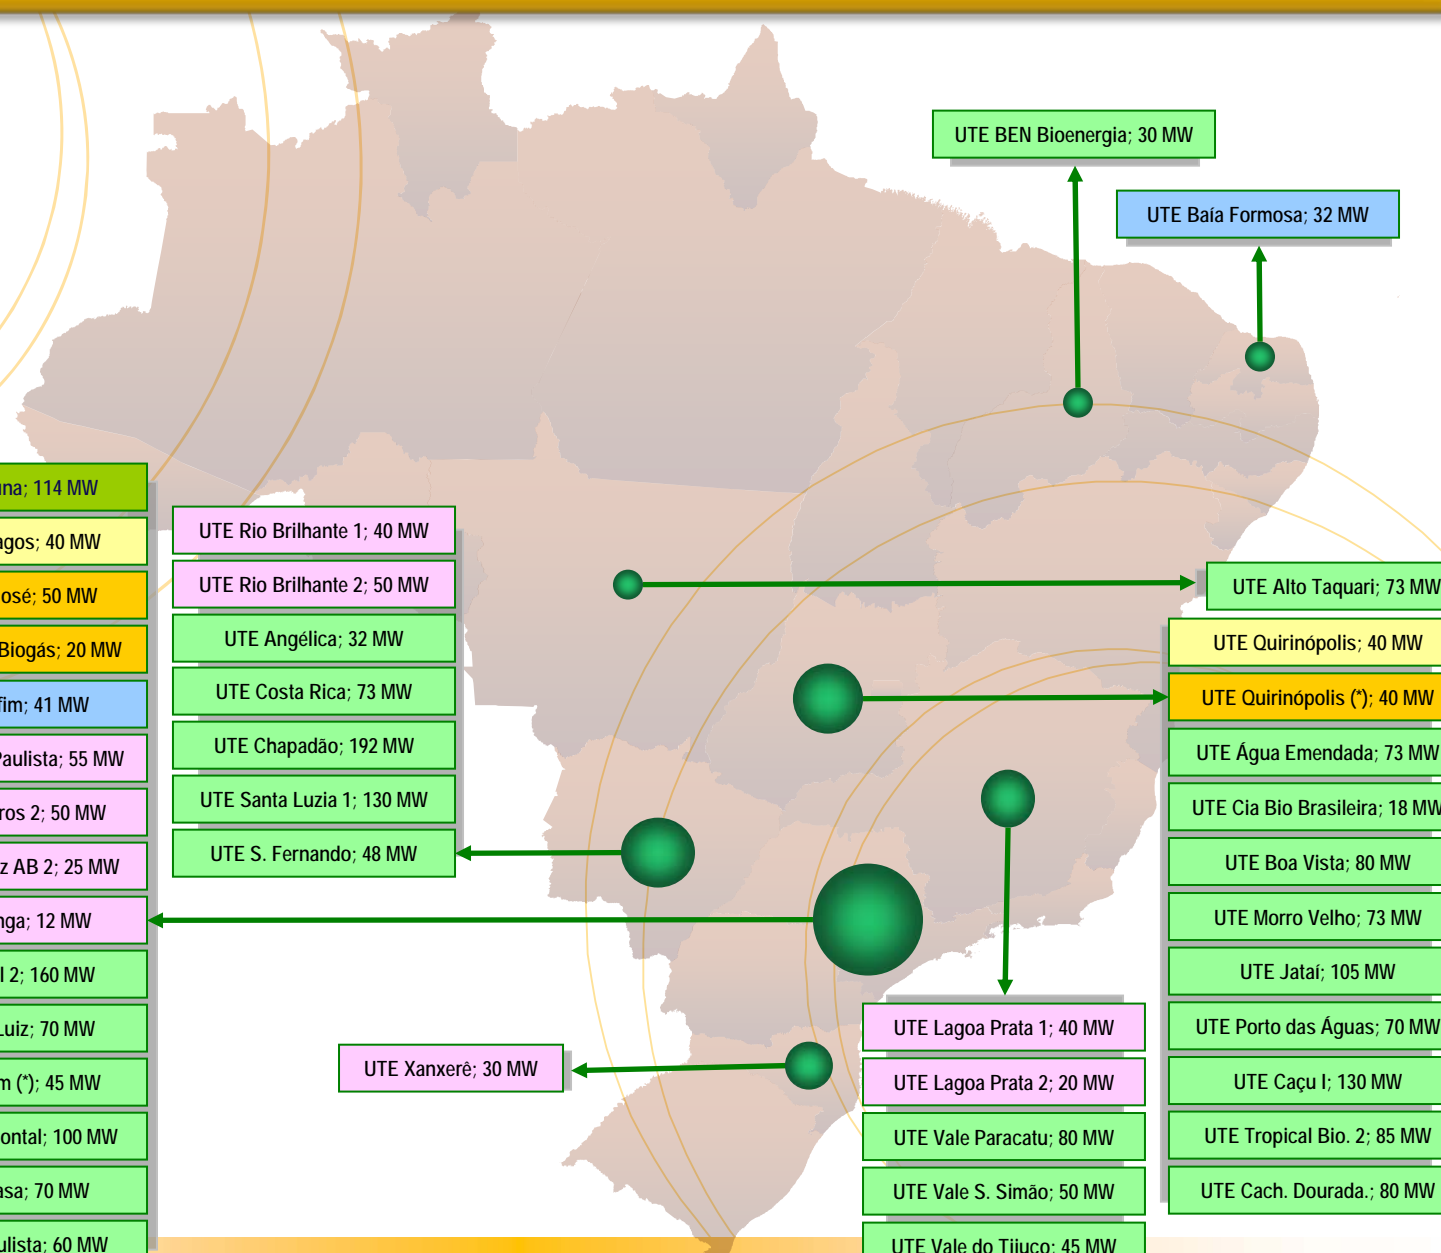 UTE BEN Bioenergia; 30 MW
UTE Baía Formosa; 32 MW
114 MW
40 MW
50 MW
Biogás; 20 MW
41 MW
Paulista; 55 MW
2; 50 MW
AB 2; 25 MW
12 MW
2; 160 MW
Luiz; 70 MW
(*); 45 MW
100 MW
70 MW
60 MW
UTE Rio Brilhante 1; 40 MW
UTE Rio Brilhante 2; 50 MW
UTE Angélica; 32 MW
UTE Costa Rica; 73 MW
UTE Chapadão; 192 MW
UTE Santa Luzia 1; 130 MW
UTE S. Fernando; 48 MW
UTE Xanxerê; 30 MW
UTE Lagoa Prata 1; 40 MW
UTE Lagoa Prata 2; 20 MW
UTE Vale Paracatu; 80 MW
UTE Vale S. Simão; 50 MW
UTE Vale do Tijuco; 45 MW
UTE Alto Taquari; 73 MW
UTE Quirinópolis; 40 MW
UTE Quirinópolis (*); 40 MW
UTE Água Emendada; 73 MW
UTE Cia Bio Brasileira; 18 MW
UTE Boa Vista; 80 MW
UTE Morro Velho; 73 MW
UTE Jataí; 105 MW
UTE Porto das Águas; 70 MW
UTE Caçu I; 130 MW
UTE Tropical Bio. 2; 85 MW
UTE Cach. Dourada.; 80 MW